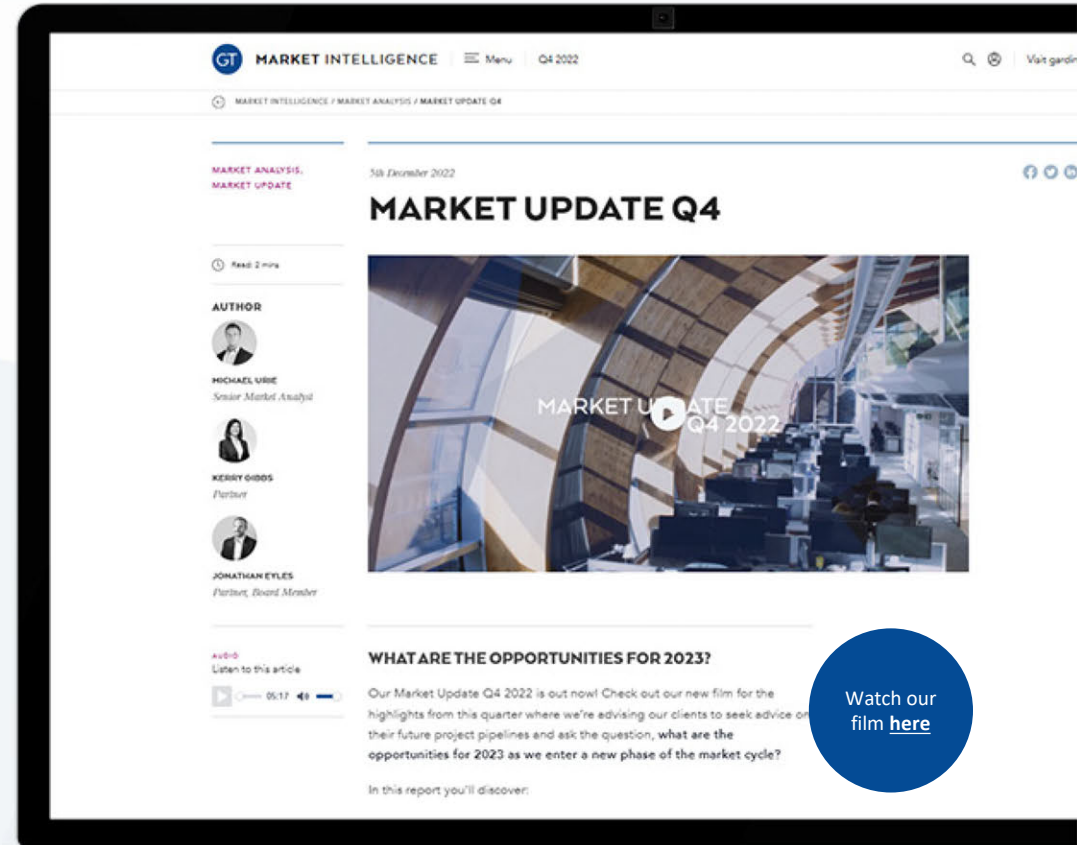 GT MARKET INTELLIGENCE Menu Q4 2022 Visit gardin
MARKET INTELLIGENCE / MARKET ANALYSIS / MARKET UPDATE Q4
MARKET ANALYSIS,
MARKET UPDATE
Read: 2 mins
AUTHOR
MICHAEL URIE
Senior Market Analyst
KERRY GIBBS
Partner
JONATHAN EYLES
Partner, Board Member
AUDIO
Listen to this article
05:17
5th December 2022
MARKET UPDATE Q4
MARKET UPDATE
Q4 2022
WHAT ARE THE OPPORTUNITIES FOR 2023?
Our Market Update Q4 2022 is out now! Check out our new film for the
highlights from this quarter where we're advising our clients to seek advice on
their future project pipelines and ask the question, what are the
opportunities for 2023 as we enter a new phase of the market cycle?
In this report you'll discover:
Watch our
film here